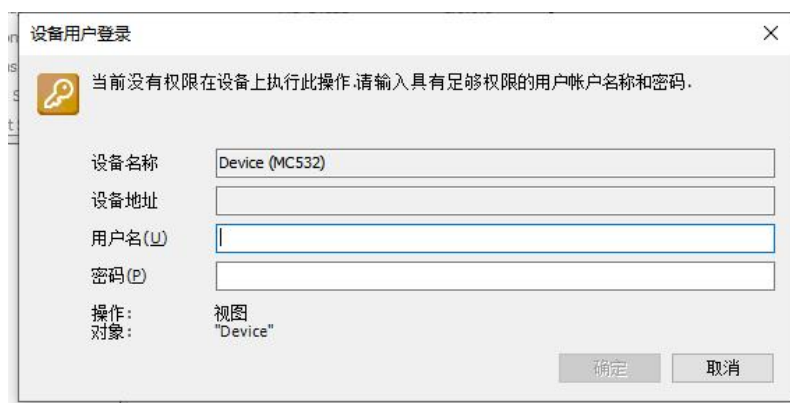 设备用户登录
当前没有权限在设备上执行此操作.请输入具有足够权限的用户帐户名称和密码.
设备名称 Device (MC532)
设备地址
用户名(U)
密码(P)
操作: 视图
对象: "Device"
确定 取消